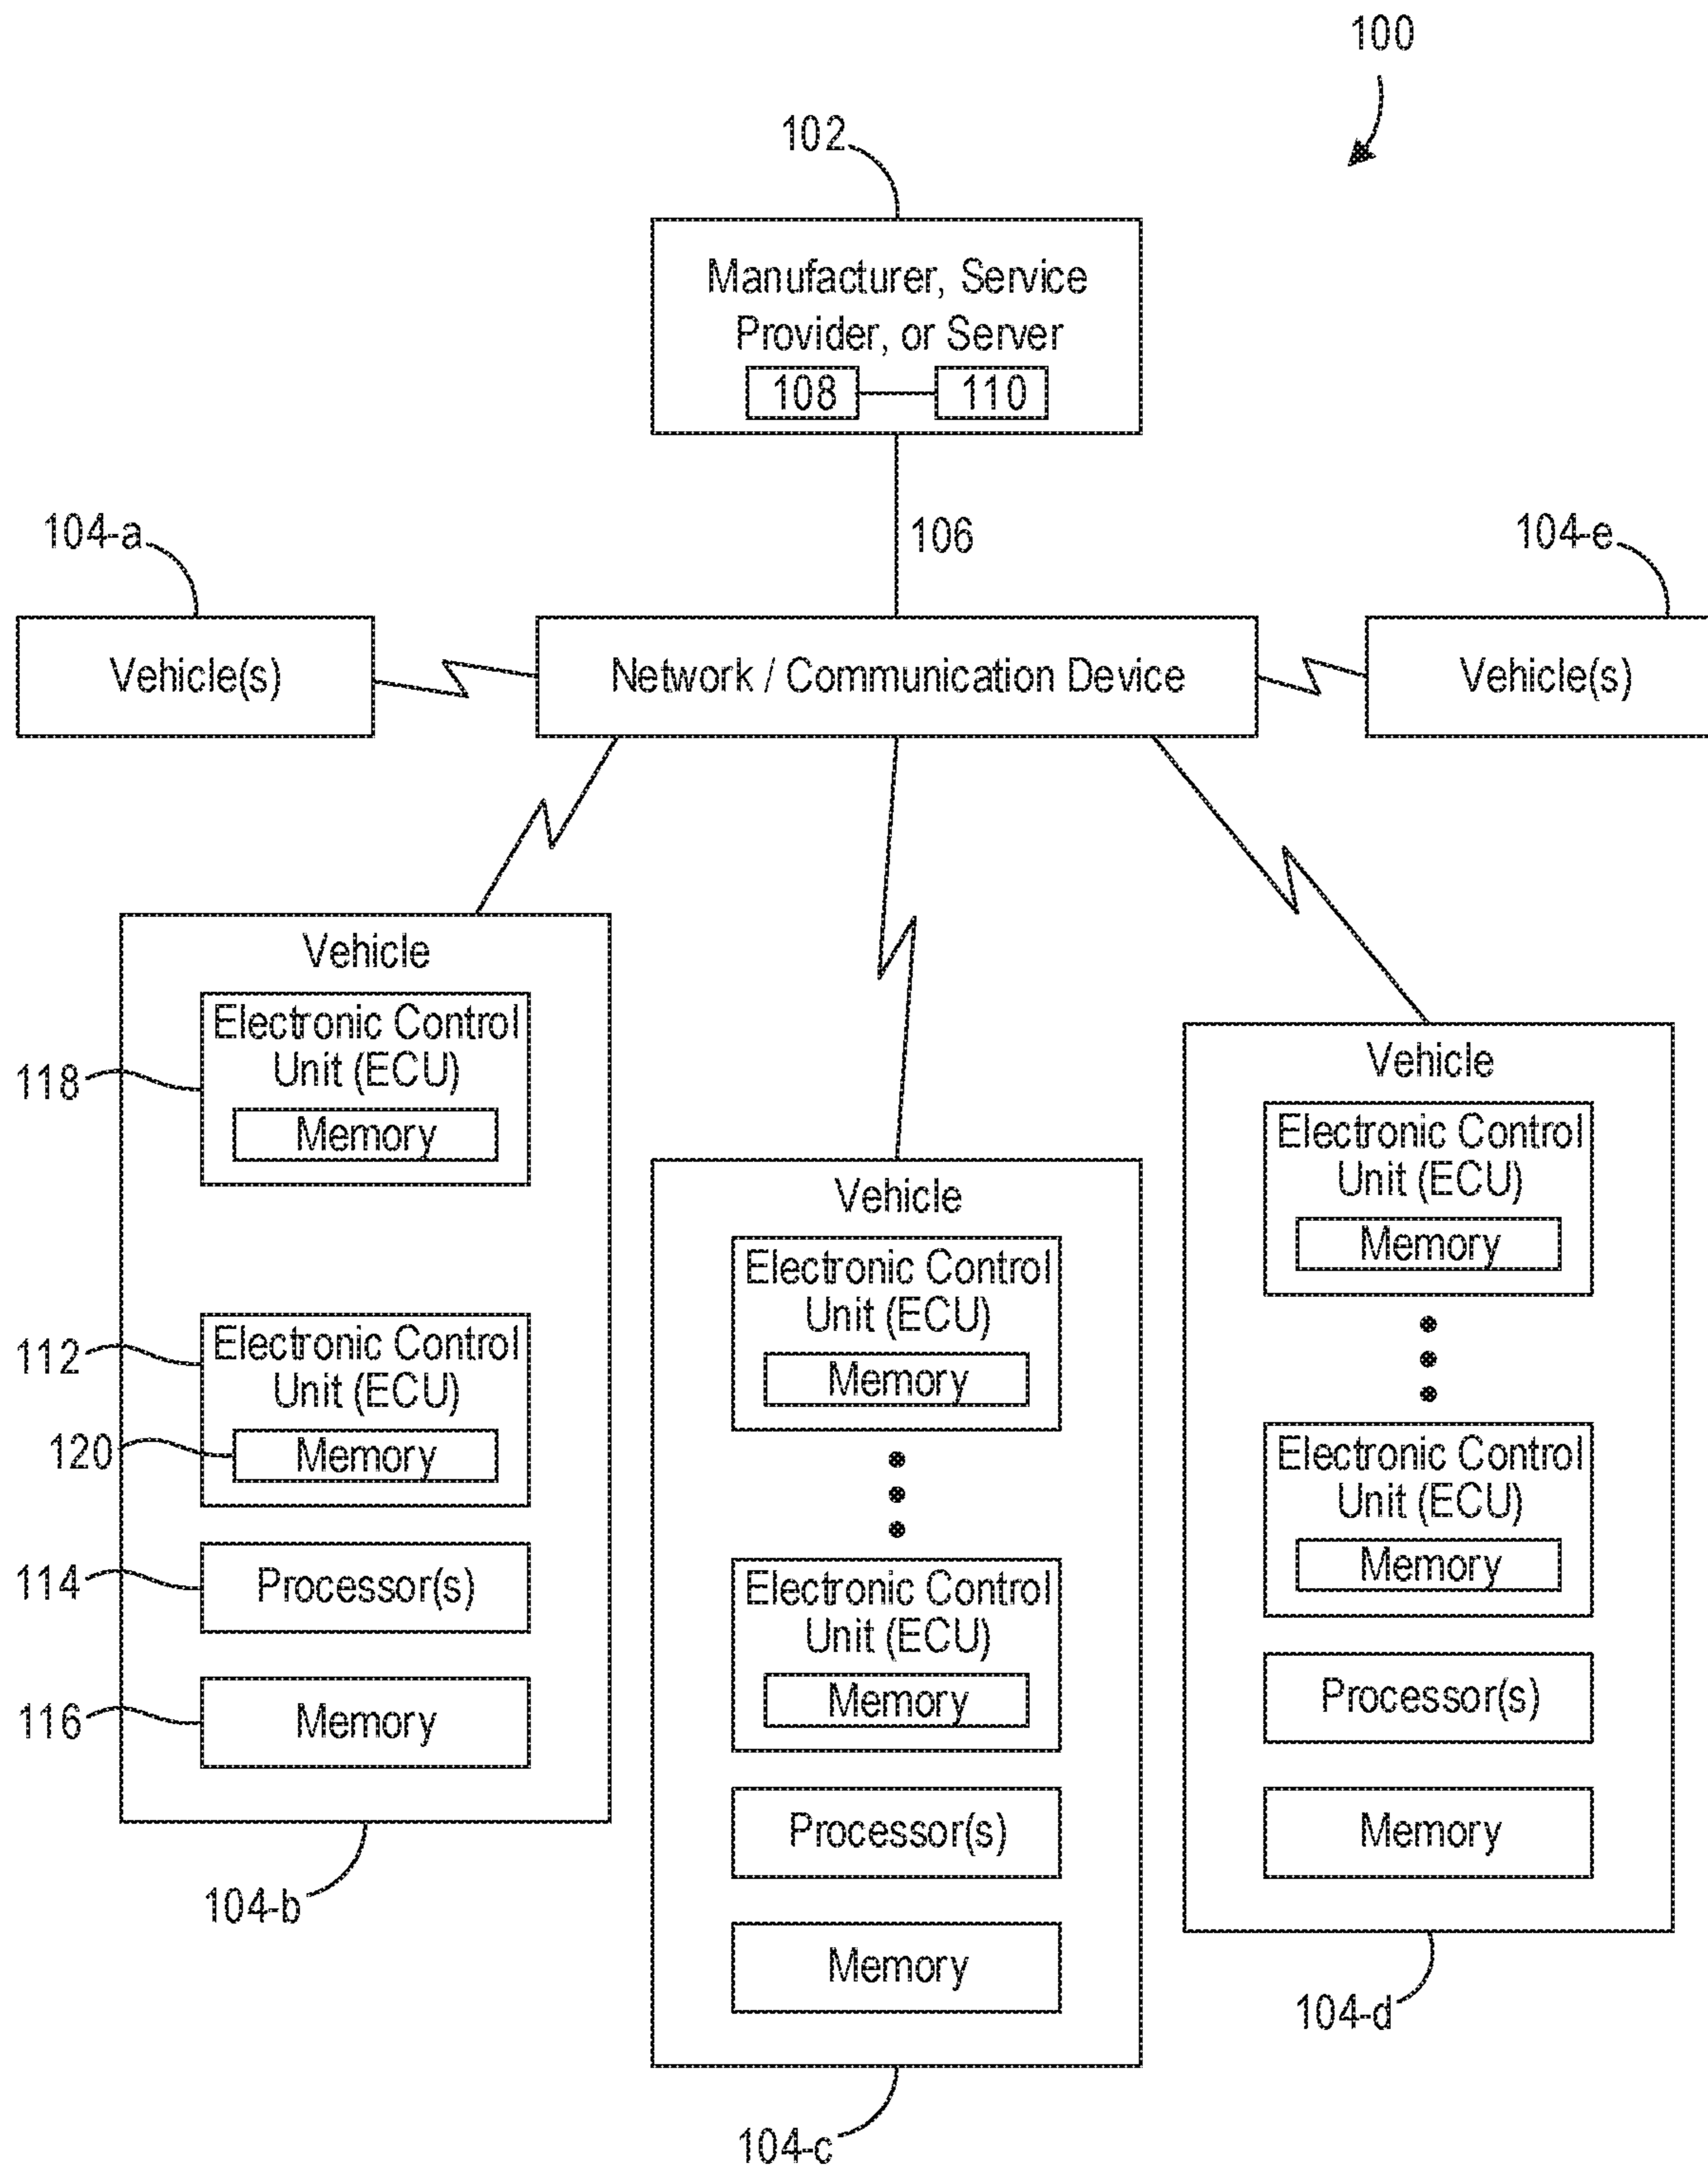 100
102
Manufacturer, Service
Provider, or Server
108
110
106
104-a
104-e
Vehicle(s)
Network / Communication Device
Vehicle(s)
Vehicle
Electronic Control
Unit (ECU)
Memory
118
Electronic Control
Unit (ECU)
Memory
112
120
Processor(s)
114
Memory
116
104-b
Vehicle
Electronic Control
Unit (ECU)
Memory
Electronic Control
Unit (ECU)
Memory
Processor(s)
Memory
104-c
Vehicle
Electronic Control
Unit (ECU)
Memory
Electronic Control
Unit (ECU)
Memory
Processor(s)
Memory
104-d